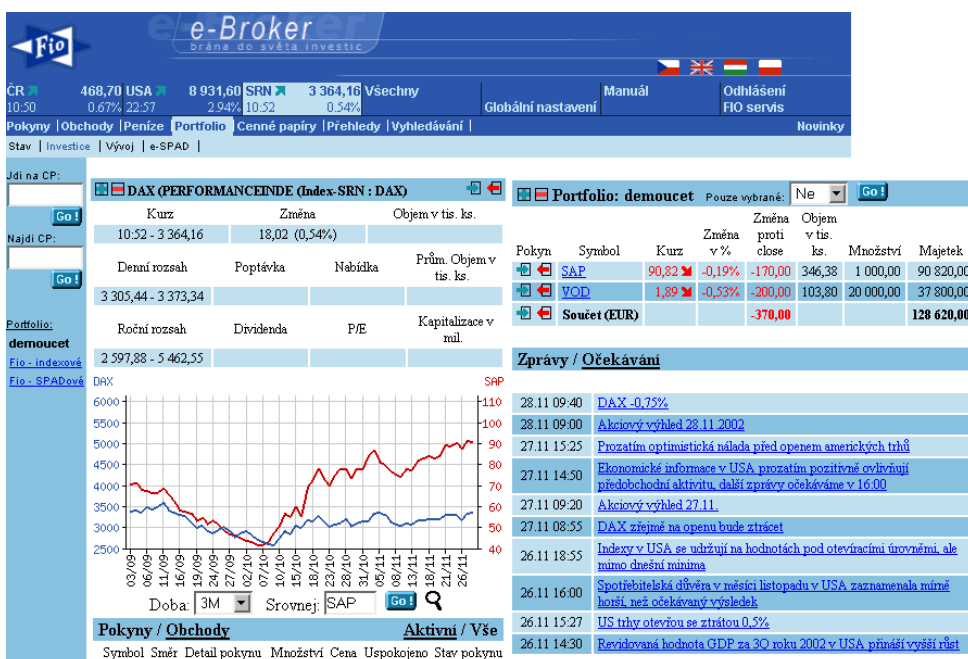 Fio
e-Broker
brána do světa investic
ČR 468,70 USA 8 931,60 SRN 3 364,16 Všechny Manuál Odhlášení
10:50 0.67% 22:57 2.94% 10:52 0.54% Globální nastavení FIO servis
Pokyny |Obchody |Peníze |Portfolio |Cenné papíry |Přehledy |Vyhledávání | Novinky
Stav | Investice | Vývoj | e-SPAD |
Jdi na CP:
Go!
Najdi CP:
Go!
Portfolio:
demoucet
Fio - indexové
Fio - SPADové
DAX (PERFORMANCEINDE (Index-SRN : DAX)
Kurz Změna Objem v tis. ks.
10:52 - 3 364,16 18,02 (0,54%)
Denní rozsah Poptávka Nabídka Prům. Objem v
tis. ks.
3 305,44 - 3 373,34
Roční rozsah Dividenda P/E Kapitalizace v
mil.
2 597,88 - 5 462,55
DAX SAP
6000 110
5500 100
5000 90
4500 80
4000 70
3500 60
3000 50
2500 40
03/09 06/09 11/09 16/09 19/09 24/09 27/09 02/10 07/10 10/10 15/10 18/10 23/10 28/10 31/10 05/11 08/11 13/11 18/11 21/11 26/11
Doba: 3M Srovnej: SAP Go!
Pokyny / Obchody Aktivní / Vše
Symbol Směr Detail pokynu Množství Cena Uspokojeno Stav pokynu
Portfolio: demoucet Pouze vybrané: Ne Go!
Změna Objem
Změna proti v tis.
Pokyn Symbol Kurz v % close ks. Množství Majetek
SAP 90,82 -0,19% -170,00 346,38 1 000,00 90 820,00
VOD 1,89 -0,53% -200,00 103,80 20 000,00 37 800,00
Součet (EUR) -370,00 128 620,00
Zprávy / Očekávání
28.11 09:40 DAX -0,75%
28.11 09:00 Akciový výhled 28.11.2002
27.11 15:25 Prozatím optimistická nálada před openem amerických trhů
27.11 14:50 Ekonomické informace v USA prozatím pozitivně ovlivňují
předobchodní aktivitu, další zprávy očekáváme v 16:00
27.11 09:20 Akciový výhled 27.11.
27.11 08:55 DAX zřejmě na openu bude ztrácet
26.11 18:55 Indexy v USA se udržují na hodnotách pod otevíracími úrovněmi, ale
mimo dnešní minima
26.11 16:00 Spotřebitelská důvěra v měsíci listopadu v USA zaznamenala mírně
horší, než očekávaný výsledek
26.11 15:27 US trhy otevřou se ztrátou 0,5%
26.11 14:30 Revidovaná hodnota GDP za 3Q roku 2002 v USA přináší vyšší růst